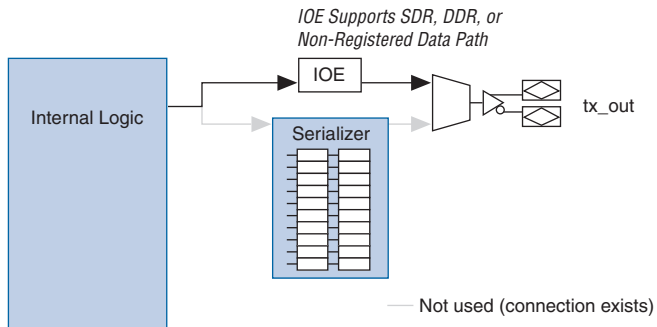 IOE Supports SDR, DDR, or
Non-Registered Data Path
IOE
Internal Logic
tx_out
Serializer
Not used (connection exists)